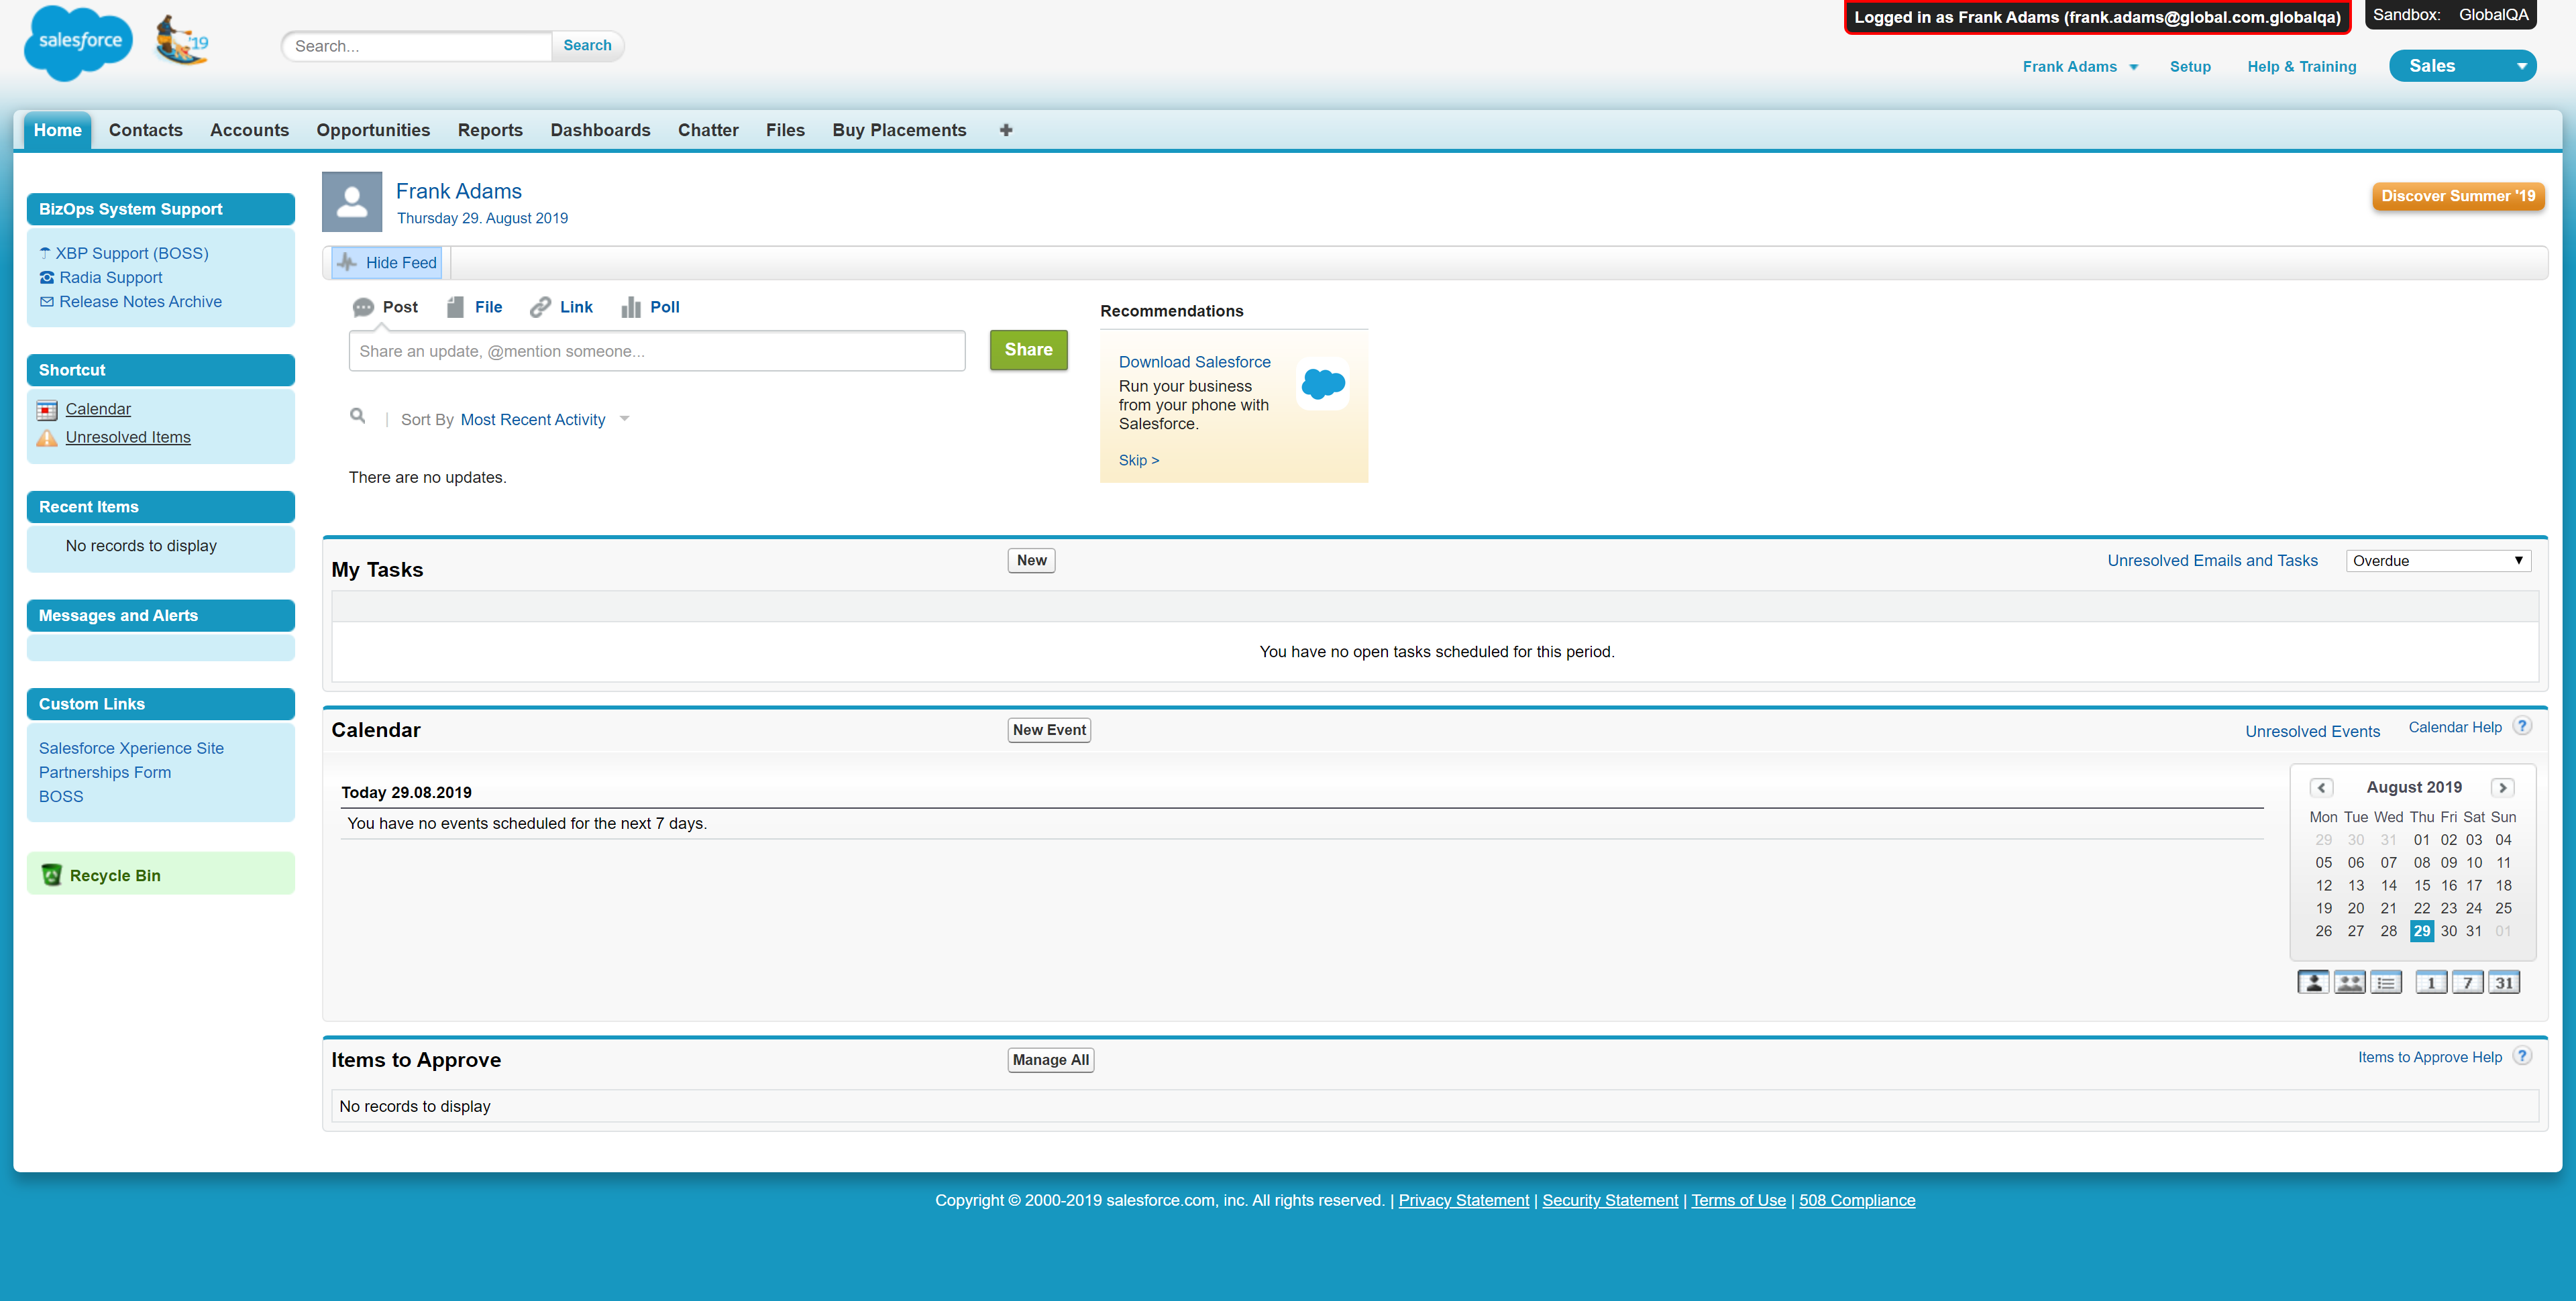 Logged in as Frank Adams (frank.adams@global.com.globalqa)
Sandbox: GlobalQA
salesforce
'19
Search...
Search
Frank Adams
Setup
Help & Training
Sales
Home Contacts Accounts Opportunities Reports Dashboards Chatter Files Buy Placements
BizOps System Support
XBP Support (BOSS)
Radia Support
Release Notes Archive
Shortcut
Calendar
Unresolved Items
Recent Items
No records to display
Messages and Alerts
Custom Links
Salesforce Xperience Site
Partnerships Form
BOSS
Recycle Bin
Frank Adams
Thursday 29. August 2019
Discover Summer '19
Hide Feed
Post File Link Poll
Share an update, @mention someone...
Share
Sort By Most Recent Activity
There are no updates.
Recommendations
Download Salesforce
Run your business
from your phone with
Salesforce.
Skip >
My Tasks
New
Unresolved Emails and Tasks
Overdue
You have no open tasks scheduled for this period.
Calendar
New Event
Unresolved Events
Calendar Help ?
Today 29.08.2019
You have no events scheduled for the next 7 days.
August 2019
Mon Tue Wed Thu Fri Sat Sun
29 30 31 01 02 03 04
05 06 07 08 09 10 11
12 13 14 15 16 17 18
19 20 21 22 23 24 25
26 27 28 29 30 31 01
1 7 31
Items to Approve
Manage All
Items to Approve Help ?
No records to display
Copyright © 2000-2019 salesforce.com, inc. All rights reserved. | Privacy Statement | Security Statement | Terms of Use | 508 Compliance